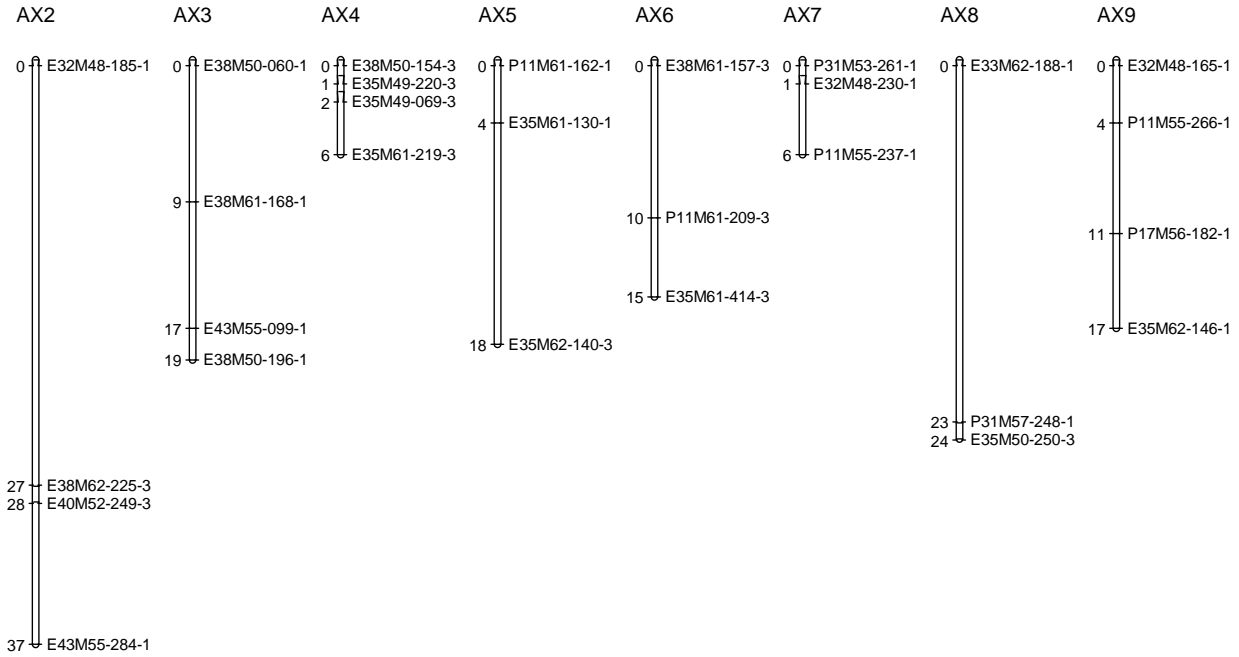 AX2 AX3 AX4 AX5 AX6 AX7 AX8 AX9
0 E32M48-185-1
27 E38M62-225-3
28 E40M52-249-3
37 E43M55-284-1
0 E38M50-060-1
9 E38M61-168-1
17 E43M55-099-1
19 E38M50-196-1
0 E38M50-154-3
1 E35M49-220-3
2 E35M49-069-3
6 E35M61-219-3
0 P11M61-162-1
4 E35M61-130-1
18 E35M62-140-3
0 E38M61-157-3
10 P11M61-209-3
15 E35M61-414-3
0 P31M53-261-1
1 E32M48-230-1
6 P11M55-237-1
0 E33M62-188-1
23 P31M57-248-1
24 E35M50-250-3
0 E32M48-165-1
4 P11M55-266-1
11 P17M56-182-1
17 E35M62-146-1